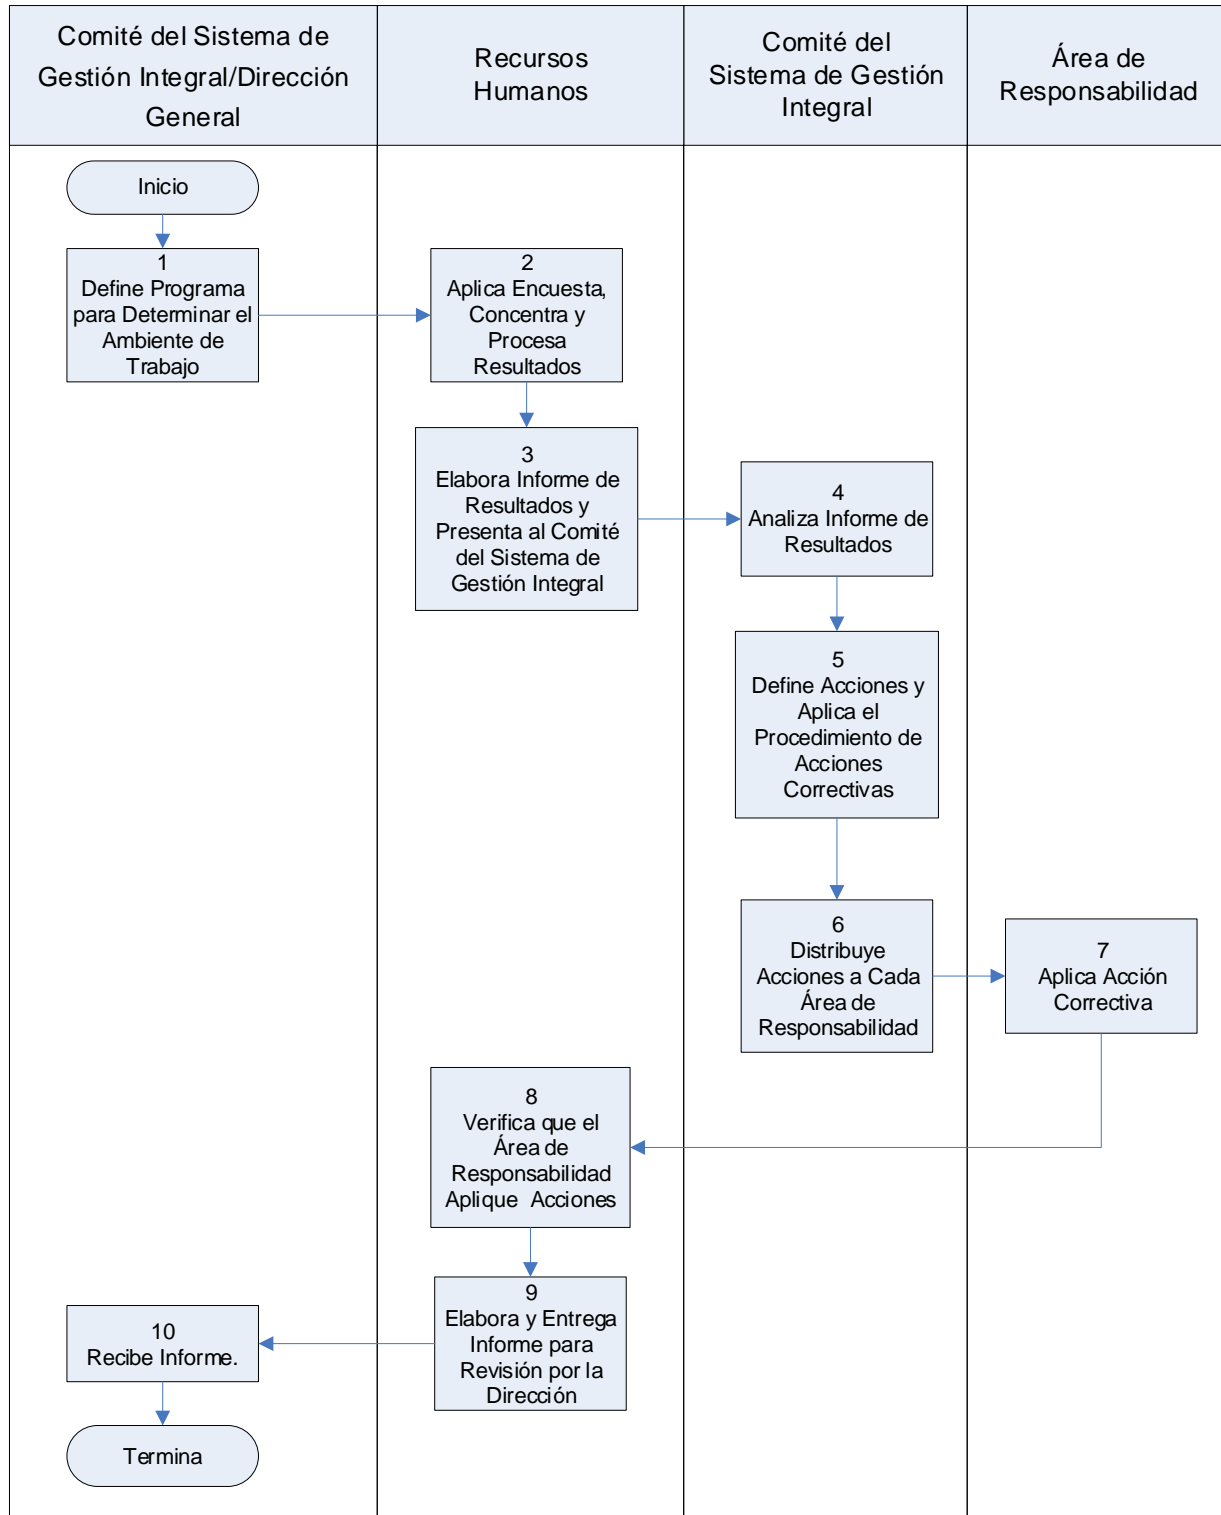 Comité del Sistema de
Gestión Integral/Dirección
General
Recursos
Humanos
Comité del
Sistema de Gestión
Integral
Área de
Responsabilidad
Inicio
1
Define Programa
para Determinar el
Ambiente de
Trabajo
2
Aplica Encuesta,
Concentra y
Procesa
Resultados
3
Elabora Informe de
Resultados y
Presenta al Comité
del Sistema de
Gestión Integral
4
Analiza Informe de
Resultados
5
Define Acciones y
Aplica el
Procedimiento de
Acciones
Correctivas
6
Distribuye
Acciones a Cada
Área de
Responsabilidad
7
Aplica Acción
Correctiva
8
Verifica que el
Área de
Responsabilidad
Aplique Acciones
9
Elabora y Entrega
Informe para
Revisión por la
Dirección
10
Recibe Informe.
Termina